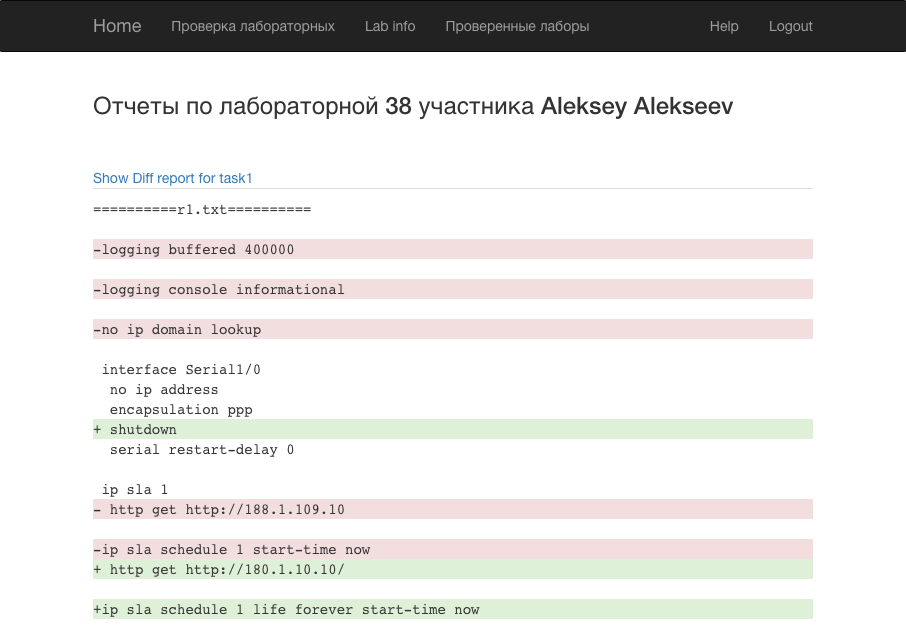 Home Проверка лабораторных Lab info Проверенные лаборы Help Logout
Отчеты по лабораторной 38 участника Aleksey Alekseev
Show Diff report for task1
==========r1.txt==========
-logging buffered 400000
-logging console informational
-no ip domain lookup
interface Serial1/0
no ip address
encapsulation ppp
+ shutdown
serial restart-delay 0
ip sla 1
- http get http://188.1.109.10
-ip sla schedule 1 start-time now
+ http get http://180.1.10.10/
+ip sla schedule 1 life forever start-time now